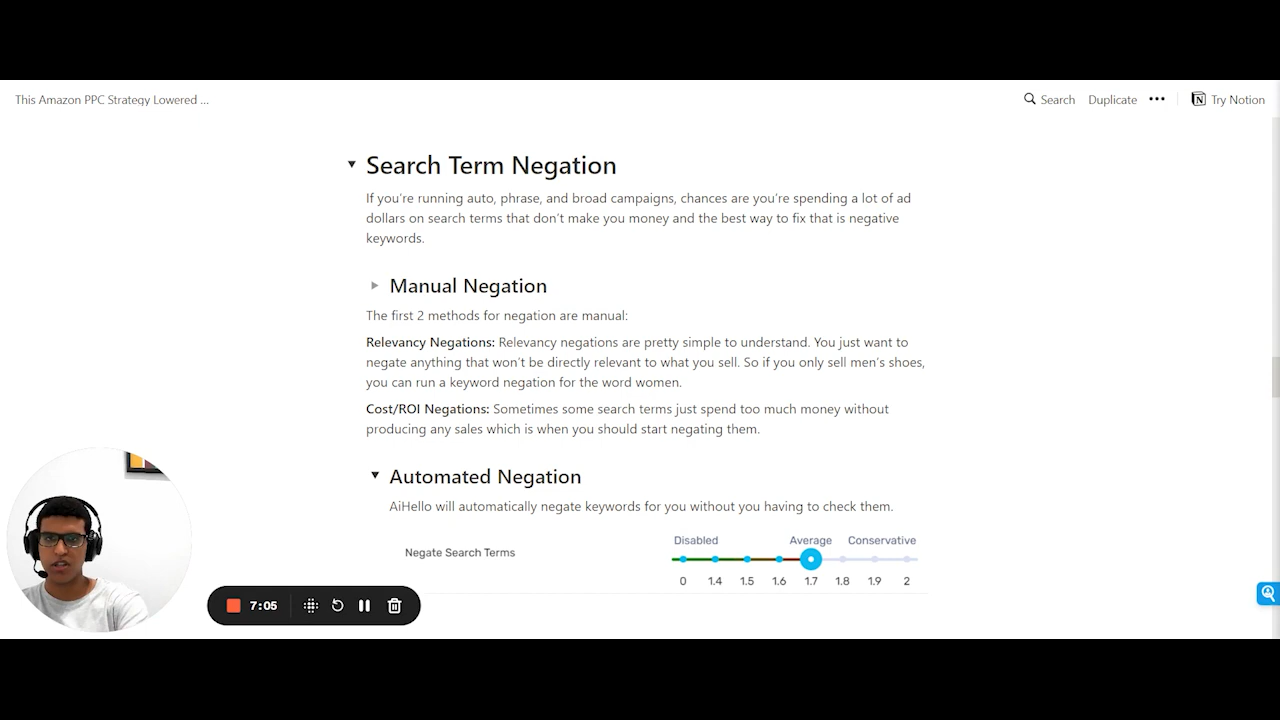 This Amazon PPC Strategy Lowered ...
Search
Duplicate
Try Notion
Search Term Negation
If you're running auto, phrase, and broad campaigns, chances are you're spending a lot of ad
dollars on search terms that don't make you money and the best way to fix that is negative
keywords.
Manual Negation
The first 2 methods for negation are manual:
Relevancy Negations: Relevancy negations are pretty simple to understand. You just want to
negate anything that won't be directly relevant to what you sell. So if you only sell men's shoes,
you can run a keyword negation for the word women.
Cost/ROI Negations: Sometimes some search terms just spend too much money without
producing any sales which is when you should start negating them.
Automated Negation
AiHello will automatically negate keywords for you without you having to check them.
Disabled Average Conservative
Negate Search Terms
0 1.4 1.5 1.6 1.7 1.8 1.9 2
7:05